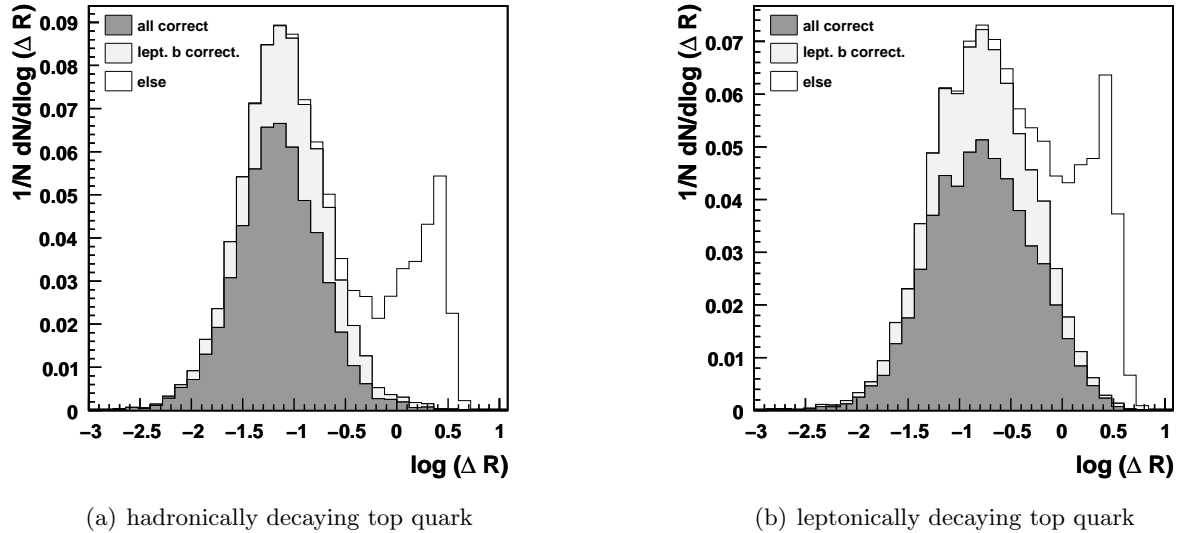 1/N dN/dlog (Δ R)
0.09
0.08
0.07
0.06
0.05
0.04
0.03
0.02
0.01
0
all correct
lept. b correct.
else
−3 −2.5 −2 −1.5 −1 −0.5 0 0.5 1
log (Δ R)
(a) hadronically decaying top quark
1/N dN/dlog (Δ R)
0.07
0.06
0.05
0.04
0.03
0.02
0.01
0
all correct
lept. b correct.
else
−3 −2.5 −2 −1.5 −1 −0.5 0 0.5 1
log (Δ R)
(b) leptonically decaying top quark